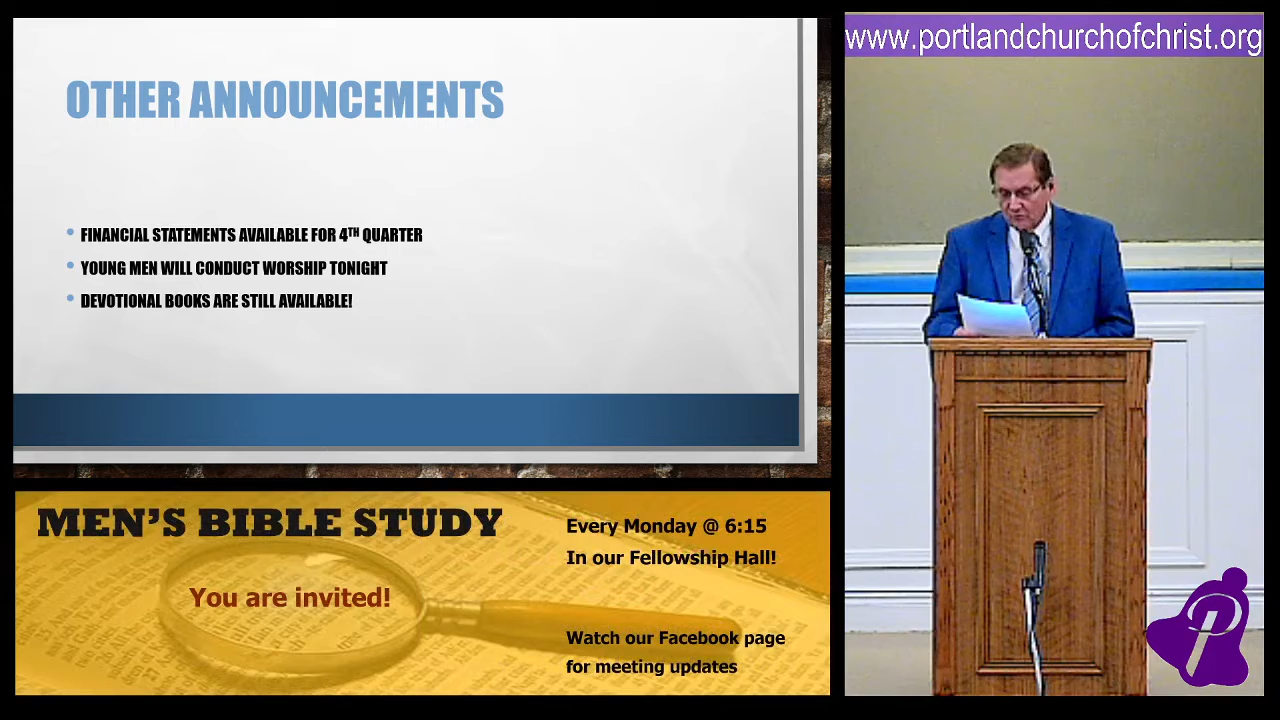 OTHER ANNOUNCEMENTS
• FINANCIAL STATEMENTS AVAILABLE FOR 4TH QUARTER
• YOUNG MEN WILL CONDUCT WORSHIP TONIGHT
• DEVOTIONAL BOOKS ARE STILL AVAILABLE!
MEN'S BIBLE STUDY
You are invited!
Every Monday @ 6:15
In our Fellowship Hall!
Watch our Facebook page
for meeting updates
www.portlandchurchofchrist.org